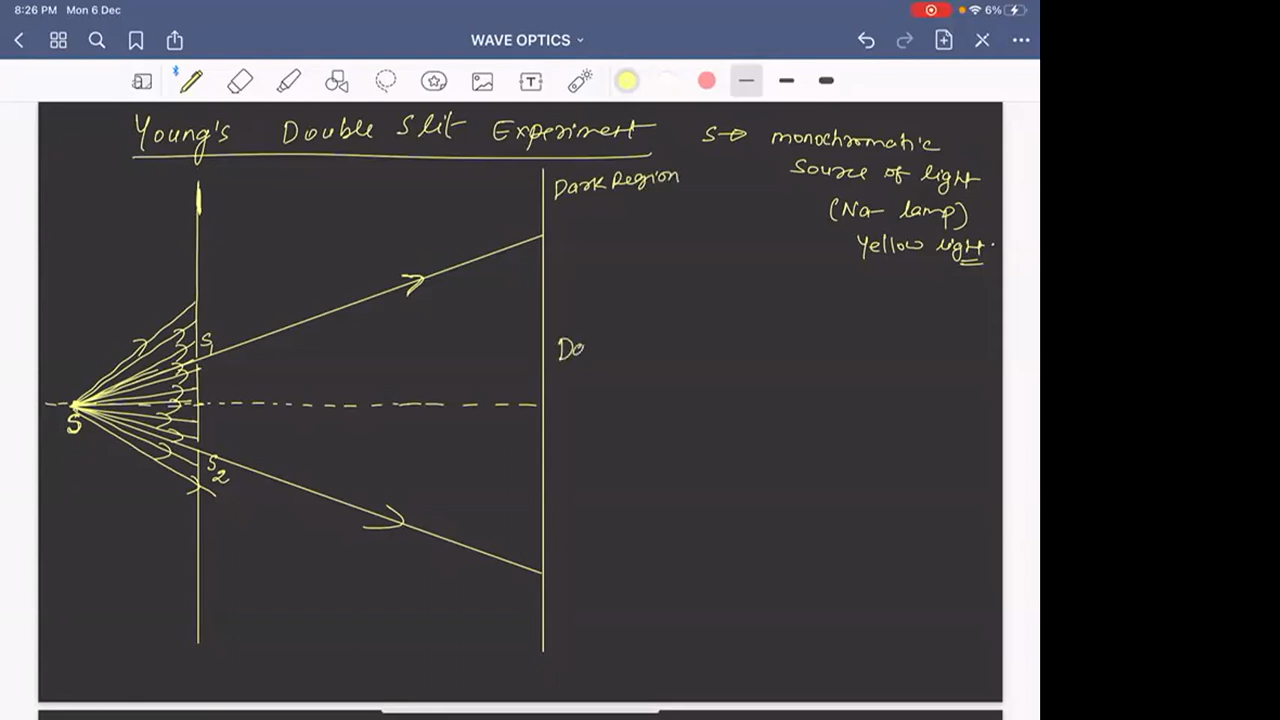 8:26 PM Mon 6 Dec
6%
WAVE OPTICS
T
Young's Double Slit Experiment
S→ monochromatic
Source of light
(Na- lamp)
Yellow light.
Dark Region
S1
Do
S
S2